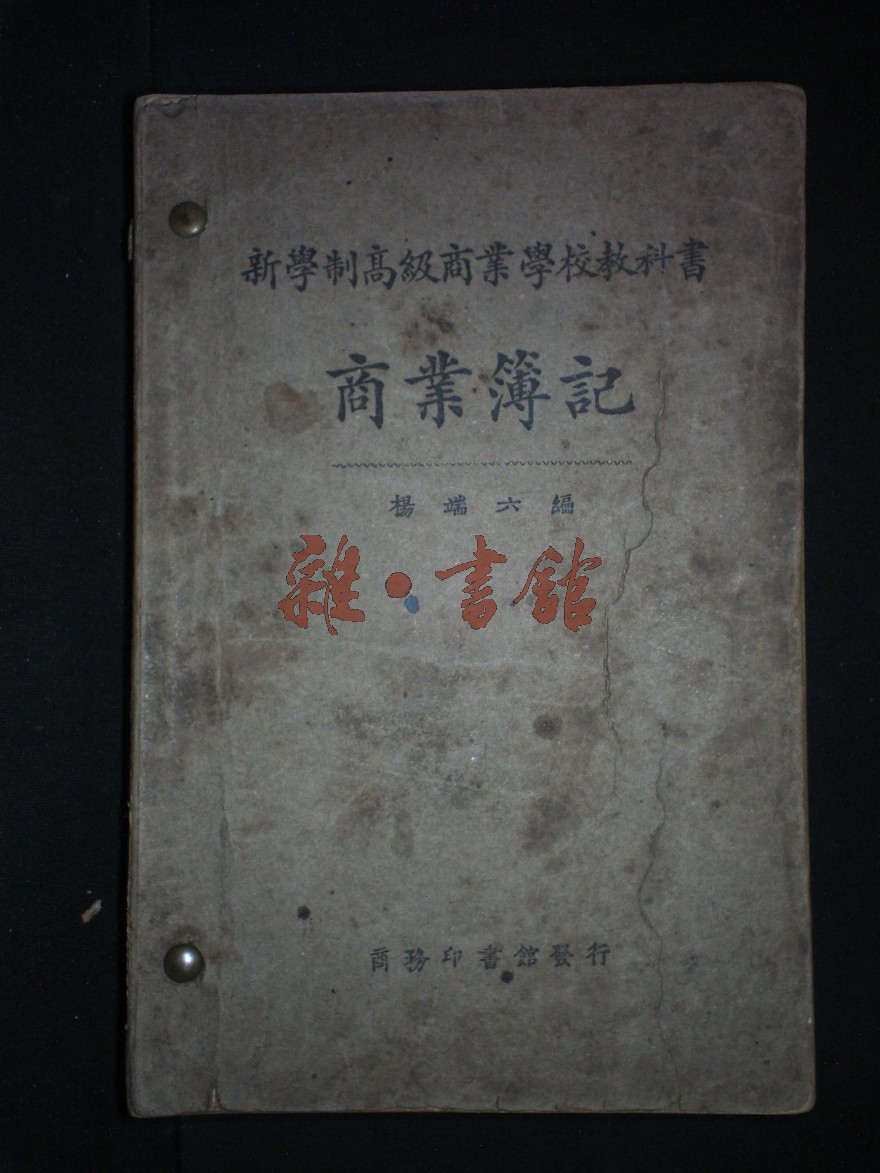 新學制高級商業學校教科書
商業簿記
楊端六編
雜·書館
商務印書館發行